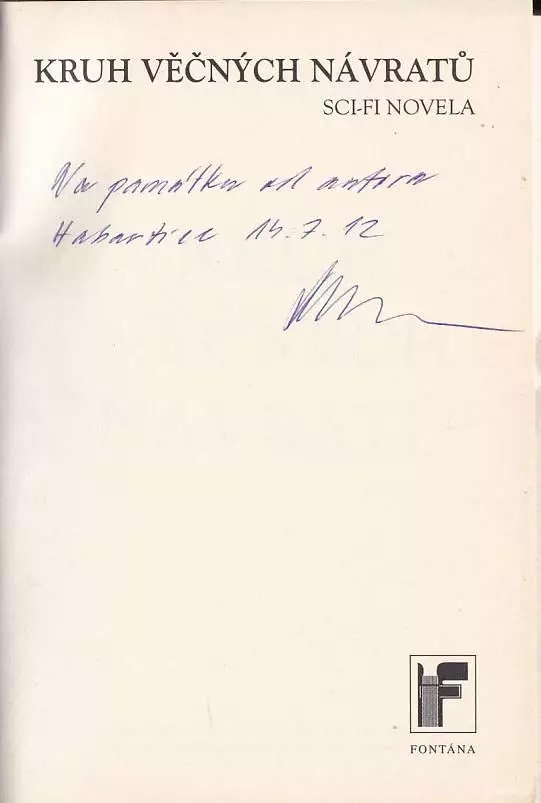 KRUH VĚČNÝCH NÁVRATŮ
SCI-FI NOVELA
Na památku od autora
Habartice 14.7.12
F
FONTÁNA